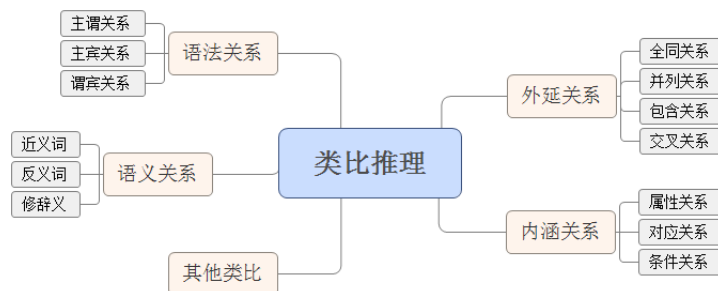 主谓关系
主宾关系
谓宾关系
语法关系
近义词
反义词
修辞义
语义关系
其他类比
类比推理
外延关系
全同关系
并列关系
包含关系
交叉关系
内涵关系
属性关系
对应关系
条件关系